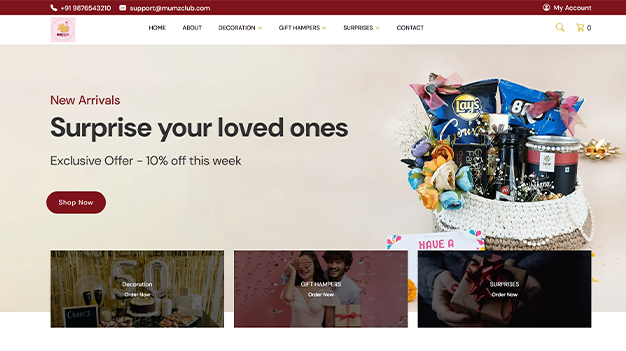 +91 9876543210
support@mumzclub.com
My Account
HOME
ABOUT
DECORATION
GIFT HAMPERS
SURPRISES
CONTACT
0
New Arrivals
Surprise your loved ones
Exclusive Offer - 10% off this week
Shop Now
Lay's
HAVE A
50
Cheers
Decoration
Order Now
GIFT HAMPERS
Order Now
SURPRISES
Order Now